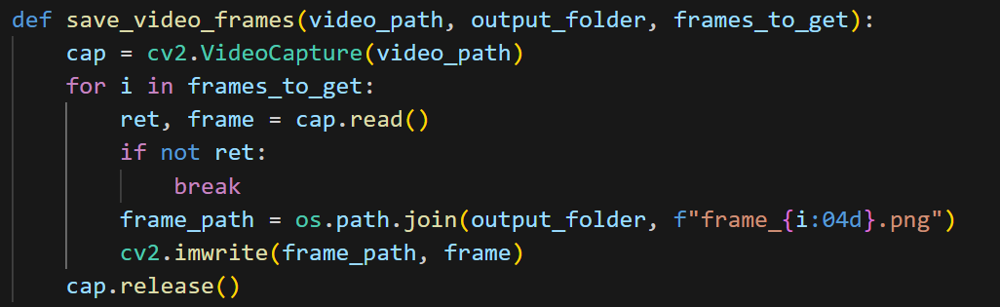 def save_video_frames(video_path, output_folder, frames_to_get):
    cap = cv2.VideoCapture(video_path)
    for i in frames_to_get:
        ret, frame = cap.read()
        if not ret:
            break
        frame_path = os.path.join(output_folder, f"frame_{i:04d}.png")
        cv2.imwrite(frame_path, frame)
    cap.release()